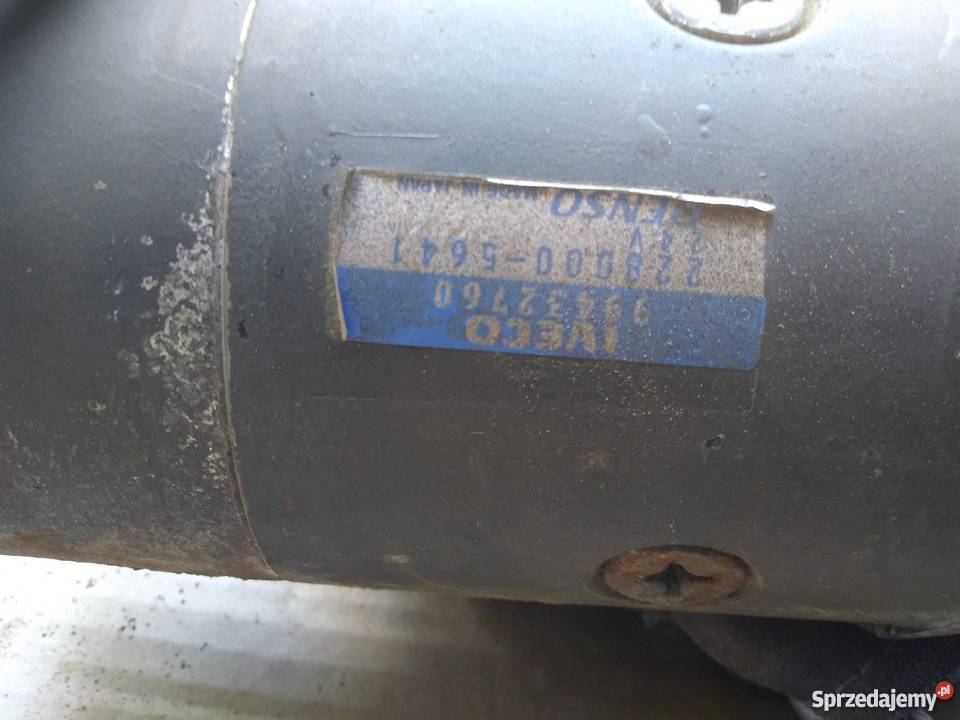 IVECO
99432760
228000-5641
24V
DENSO MADE IN JAPAN
Sprzedajemy.pl